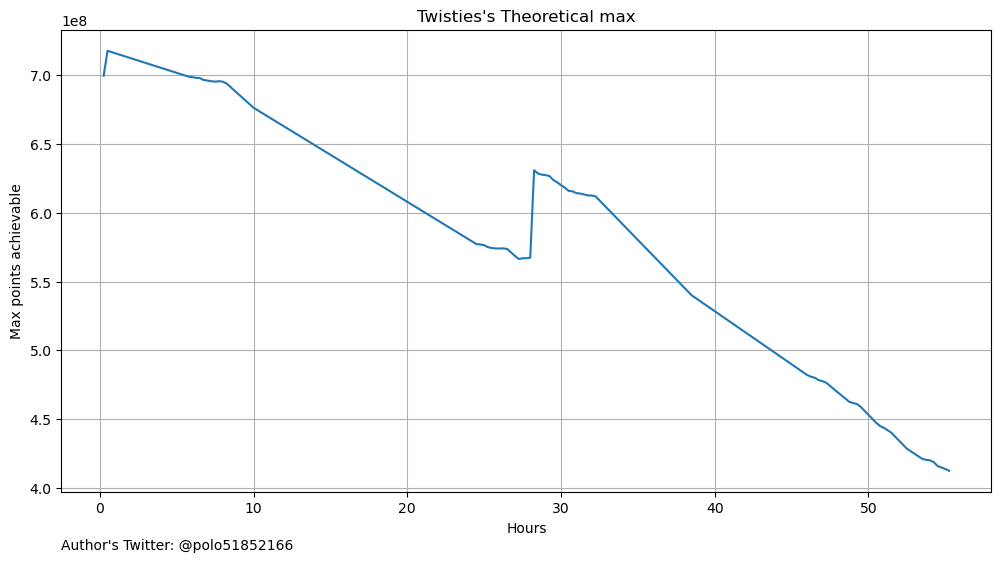 Twisties's Theoretical max
1e8
7.0
6.5
6.0
5.5
5.0
4.5
4.0
Max points achievable
0 10 20 30 40 50
Hours
Author's Twitter: @polo51852166